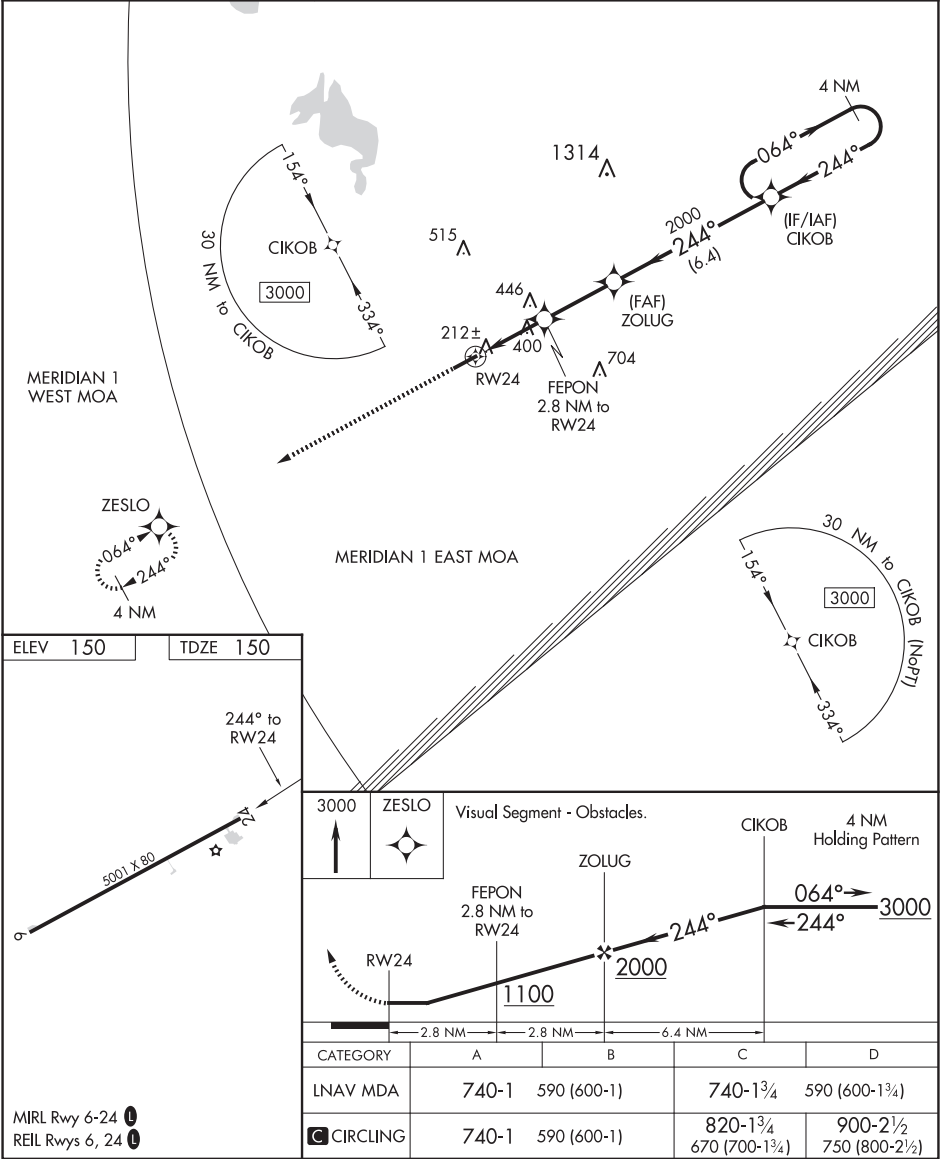 4 NM
064°
244°
(IF/IAF)
CIKOB
1314
2000
244°
(6.4)
(FAF)
ZOLUG
515
446
400
212±
RW24
FEPON
2.8 NM to
RW24
704
154°
CIKOB
3000
334°
30 NM to CIKOB
MERIDIAN 1
WEST MOA
ZESLO
064°
244°
4 NM
MERIDIAN 1 EAST MOA
30 NM to CIKOB (NoPT)
154°
3000
CIKOB
334°
ELEV 150
TDZE 150
244° to
RW24
24
5001 X 80
6
MIRL Rwy 6-24 L
REIL Rwys 6, 24 L
3000
ZESLO
Visual Segment - Obstacles.
CIKOB
4 NM
Holding Pattern
ZOLUG
FEPON
2.8 NM to
RW24
RW24
064°
244°
3000
244°
2000
1100
2.8 NM
2.8 NM
6.4 NM
CATEGORY A B C D
LNAV MDA 740-1 590 (600-1) 740-1¾ 590 (600-1¾)
C CIRCLING 740-1 590 (600-1) 820-1¾ 900-2½
670 (700-1¾) 750 (800-2½)